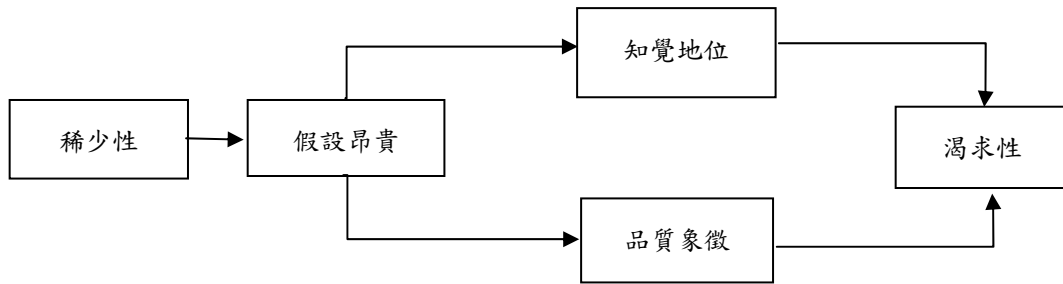 稀少性
假設昂貴
知覺地位
品質象徵
渴求性